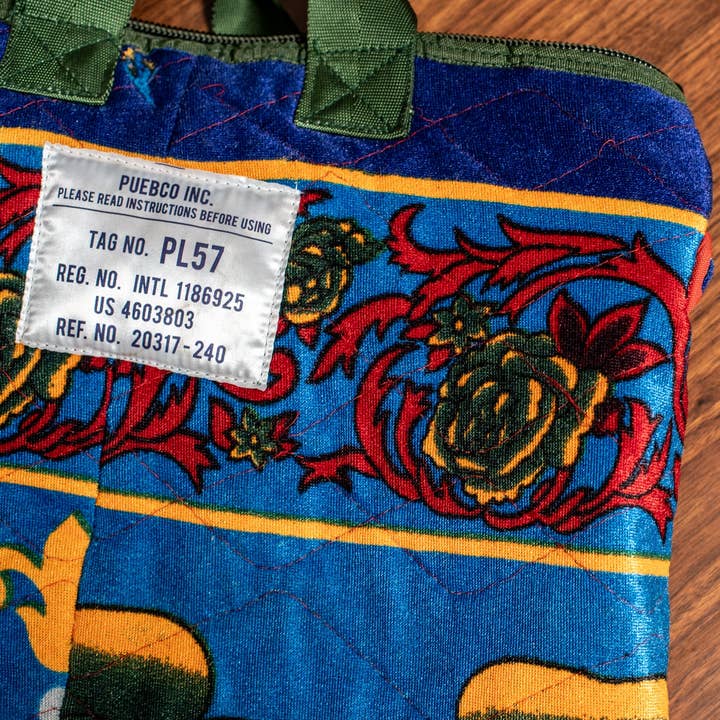 PUEBCO INC.
PLEASE READ INSTRUCTIONS BEFORE USING
TAG NO. PL57
REG. NO. INTL 1186925
US 4603803
REF. NO. 20317-240